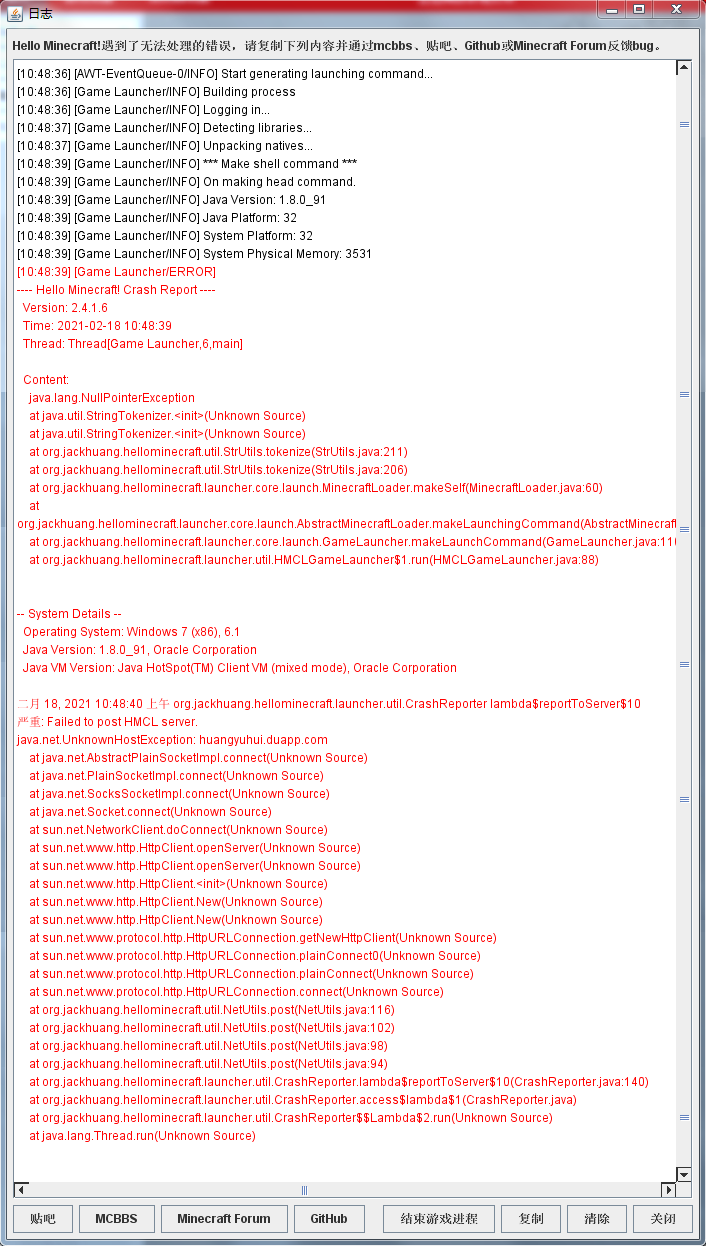 日志
Hello Minecraft!遇到了无法处理的错误，请复制下列内容并通过mcbbs、贴吧、Github或Minecraft Forum反馈bug。
[10:48:36] [AWT-EventQueue-0/INFO] Start generating launching command...
[10:48:36] [Game Launcher/INFO] Building process
[10:48:36] [Game Launcher/INFO] Logging in...
[10:48:37] [Game Launcher/INFO] Detecting libraries...
[10:48:37] [Game Launcher/INFO] Unpacking natives...
[10:48:39] [Game Launcher/INFO] *** Make shell command ***
[10:48:39] [Game Launcher/INFO] On making head command.
[10:48:39] [Game Launcher/INFO] Java Version: 1.8.0_91
[10:48:39] [Game Launcher/INFO] Java Platform: 32
[10:48:39] [Game Launcher/INFO] System Platform: 32
[10:48:39] [Game Launcher/INFO] System Physical Memory: 3531
[10:48:39] [Game Launcher/ERROR]
---- Hello Minecraft! Crash Report ----
Version: 2.4.1.6
Time: 2021-02-18 10:48:39
Thread: Thread[Game Launcher,6,main]
Content:
java.lang.NullPointerException
at java.util.StringTokenizer.<init>(Unknown Source)
at java.util.StringTokenizer.<init>(Unknown Source)
at org.jackhuang.hellominecraft.util.StrUtils.tokenize(StrUtils.java:211)
at org.jackhuang.hellominecraft.util.StrUtils.tokenize(StrUtils.java:206)
at org.jackhuang.hellominecraft.launcher.core.launch.MinecraftLoader.makeSelf(MinecraftLoader.java:60)
at
org.jackhuang.hellominecraft.launcher.core.launch.AbstractMinecraftLoader.makeLaunchingCommand(AbstractMinecraft
at org.jackhuang.hellominecraft.launcher.core.launch.GameLauncher.makeLaunchCommand(GameLauncher.java:110
at org.jackhuang.hellominecraft.launcher.util.HMCLGameLauncher$1.run(HMCLGameLauncher.java:88)
-- System Details --
Operating System: Windows 7 (x86), 6.1
Java Version: 1.8.0_91, Oracle Corporation
Java VM Version: Java HotSpot(TM) Client VM (mixed mode), Oracle Corporation
二月 18, 2021 10:48:40 上午 org.jackhuang.hellominecraft.launcher.util.CrashReporter lambda$reportToServer$10
严重: Failed to post HMCL server.
java.net.UnknownHostException: huangyuhui.duapp.com
at java.net.AbstractPlainSocketImpl.connect(Unknown Source)
at java.net.PlainSocketImpl.connect(Unknown Source)
at java.net.SocksSocketImpl.connect(Unknown Source)
at java.net.Socket.connect(Unknown Source)
at sun.net.NetworkClient.doConnect(Unknown Source)
at sun.net.www.http.HttpClient.openServer(Unknown Source)
at sun.net.www.http.HttpClient.openServer(Unknown Source)
at sun.net.www.http.HttpClient.<init>(Unknown Source)
at sun.net.www.http.HttpClient.New(Unknown Source)
at sun.net.www.http.HttpClient.New(Unknown Source)
at sun.net.www.protocol.http.HttpURLConnection.getNewHttpClient(Unknown Source)
at sun.net.www.protocol.http.HttpURLConnection.plainConnect0(Unknown Source)
at sun.net.www.protocol.http.HttpURLConnection.plainConnect(Unknown Source)
at sun.net.www.protocol.http.HttpURLConnection.connect(Unknown Source)
at org.jackhuang.hellominecraft.util.NetUtils.post(NetUtils.java:116)
at org.jackhuang.hellominecraft.util.NetUtils.post(NetUtils.java:102)
at org.jackhuang.hellominecraft.util.NetUtils.post(NetUtils.java:98)
at org.jackhuang.hellominecraft.util.NetUtils.post(NetUtils.java:94)
at org.jackhuang.hellominecraft.launcher.util.CrashReporter.lambda$reportToServer$10(CrashReporter.java:140)
at org.jackhuang.hellominecraft.launcher.util.CrashReporter.access$lambda$1(CrashReporter.java)
at org.jackhuang.hellominecraft.launcher.util.CrashReporter$$Lambda$2.run(Unknown Source)
at java.lang.Thread.run(Unknown Source)
贴吧 MCBBS Minecraft Forum GitHub 结束游戏进程 复制 清除 关闭